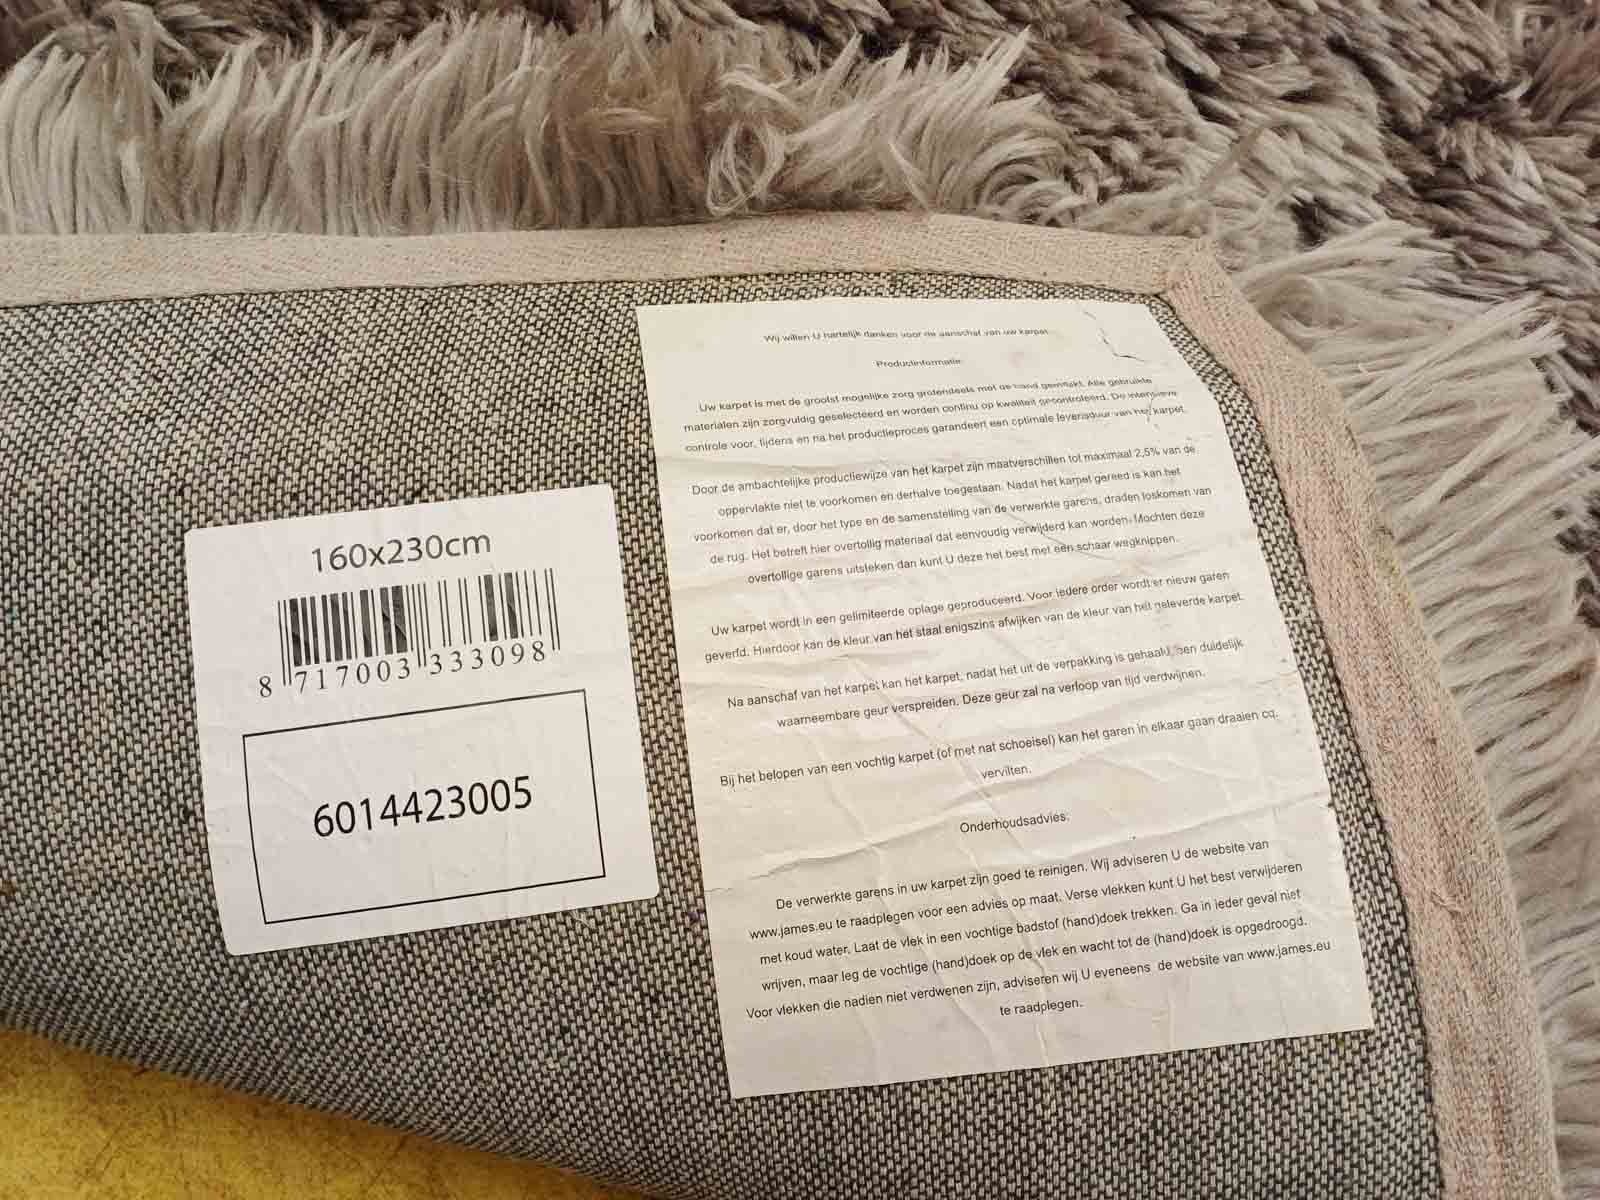 160x230cm
8 717003 333098
6014423005
Wij willen U hartelijk danken voor de aanschaf van uw karpet
Productinformatie:
Uw karpet is met de grootst mogelijke zorg grotendeels met de hand gemaakt. Alle gebruikte
materialen zijn zorgvuldig geselecteerd en worden continu op kwaliteit gecontroleerd. De intensieve
controle voor, tijdens en na het productieproces garandeert een optimale levensduur van het karpet.
Door de ambachtelijke productiewijze van het karpet zijn maatverschillen tot maximaal 2,5% van de
oppervlakte niet te voorkomen en derhalve toegestaan. Nadat het karpet gereed is kan het
voorkomen dat er, door het type en de samenstelling van de verwerkte garens, draden loskomen van
de rug. Het betreft hier overtollig materiaal dat eenvoudig verwijderd kan worden. Mochten deze
overtollige garens uitsteken dan kunt U deze het best met een schaar wegknippen.
Uw karpet wordt in een gelimiteerde oplage geproduceerd. Voor iedere order wordt er nieuw garen
geverfd. Hierdoor kan de kleur van het staal enigszins afwijken van de kleur van het geleverde karpet.
Na aanschaf van het karpet kan het karpet, nadat het uit de verpakking is gehaald, een duidelijk
waarneembare geur verspreiden. Deze geur zal na verloop van tijd verdwijnen.
Bij het belopen van een vochtig karpet (of met nat schoeisel) kan het garen in elkaar gaan draaien cq.
vervilten.
Onderhoudsadvies:
De verwerkte garens in uw karpet zijn goed te reinigen. Wij adviseren U de website van
www.james.eu te raadplegen voor een advies op maat. Verse vlekken kunt U het best verwijderen
met koud water. Laat de vlek in een vochtige badstof (hand)doek trekken. Ga in ieder geval niet
wrijven, maar leg de vochtige (hand)doek op de vlek en wacht tot de (hand)doek is opgedroogd.
Voor vlekken die nadien niet verdwenen zijn, adviseren wij U eveneens de website van www.james.eu
te raadplegen.